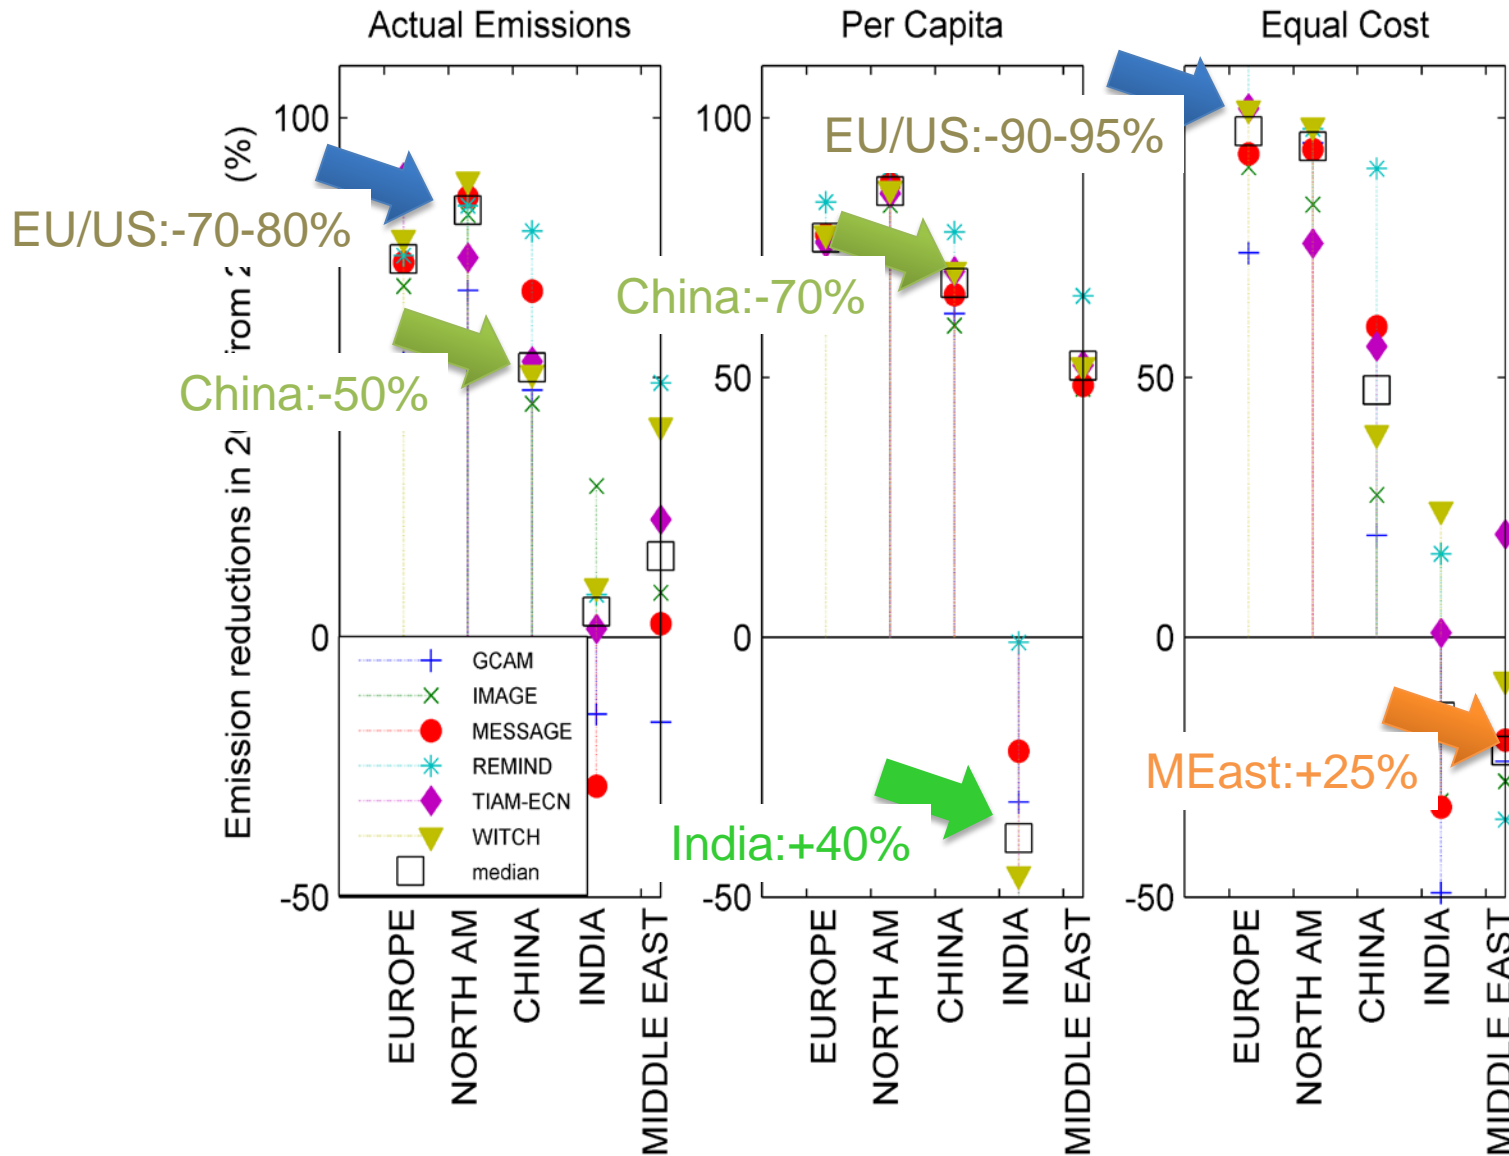 Actual Emissions
Per Capita
Equal Cost
Emission reductions in from (%)
100
50
0
-50
100
50
0
-50
100
50
0
-50
EU/US:-70-80%
China:-50%
EU/US:-90-95%
China:-70%
India:+40%
MEast:+25%
GCAM
IMAGE
MESSAGE
REMIND
TIAM-ECN
WITCH
median
EUROPE
NORTH AM
CHINA
INDIA
MIDDLE EAST
EUROPE
NORTH AM
CHINA
INDIA
MIDDLE EAST
EUROPE
NORTH AM
CHINA
INDIA
MIDDLE EAST